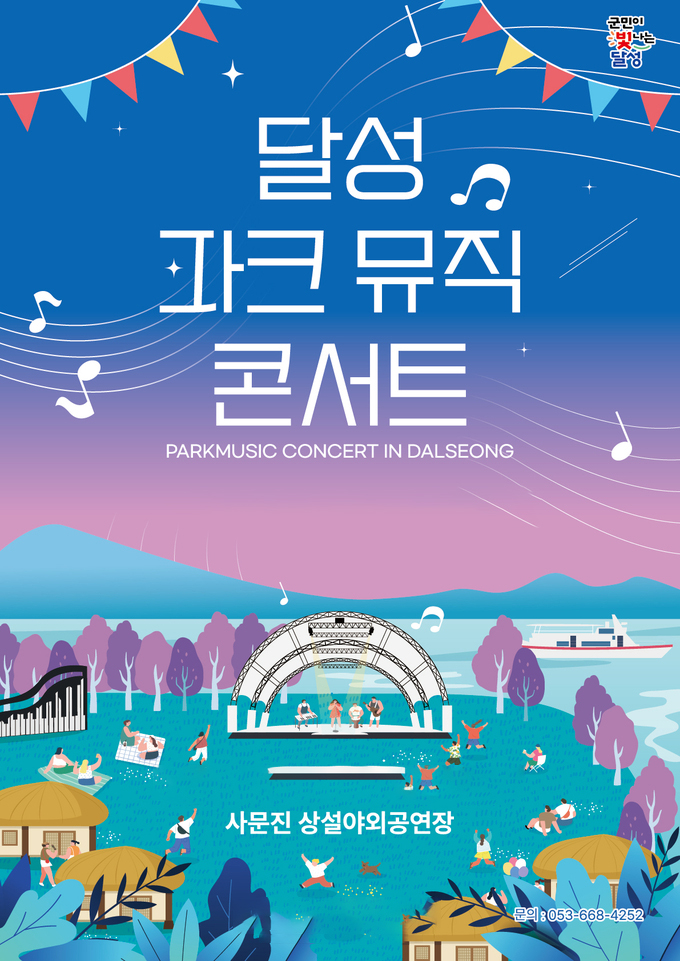 군민이
빛나는
달성
달성
파크 뮤직
콘서트
PARKMUSIC CONCERT IN DALSEONG
사문진 상설야외공연장
문의 : 053-668-4252